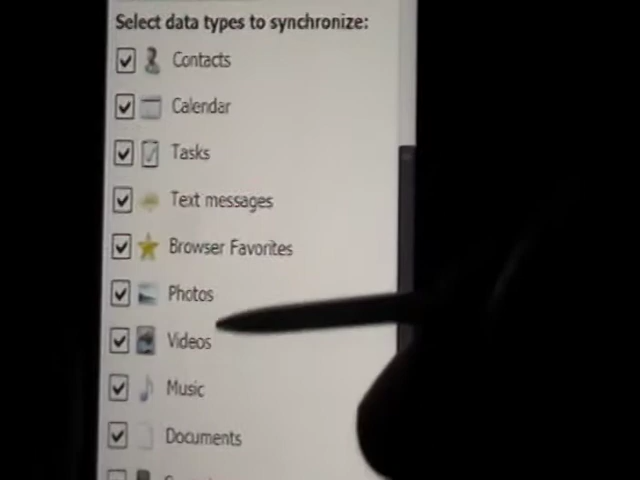 Select data types to synchronize:
Contacts
Calendar
Tasks
Text messages
Browser Favorites
Photos
Videos
Music
Documents